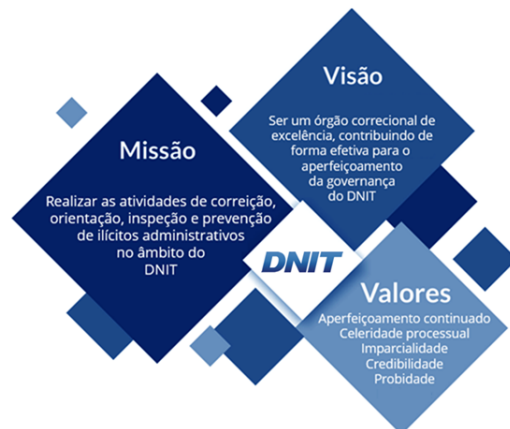 Missão
Realizar as atividades de correição,
orientação, inspeção e prevenção
de ilícitos administrativos
no âmbito do
DNIT
Visão
Ser um órgão correcional de
excelência, contribuindo de
forma efetiva para o
aperfeiçoamento
da governança
do DNIT
DNIT
Valores
Aperfeiçoamento continuado
Celeridade processual
Imparcialidade
Credibilidade
Probidade